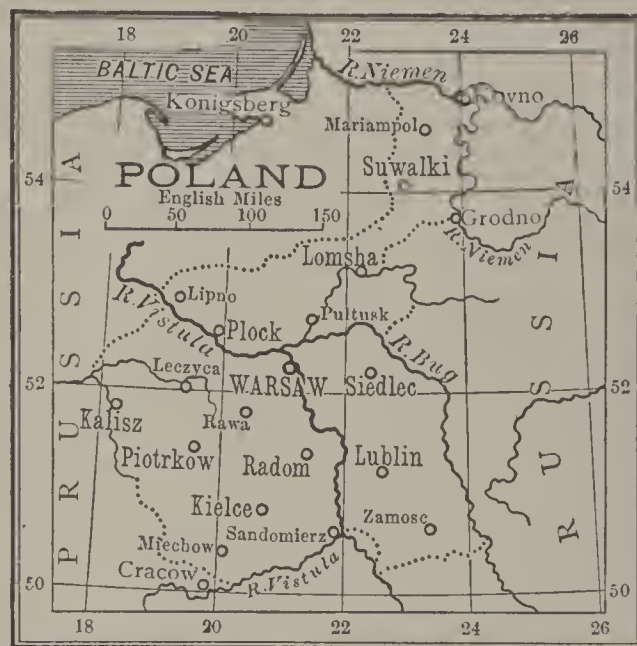 18 20 22 24 26
BALTIC SEA
R. Niemen
Konigsberg
Mariampol
Suwalki
54 54
POLAND
English Miles
0 50 100 150
Grodno
R. Niemen
Lomsha
Lipno
R. Vistula
Pultusk
Plock
R. Bug
Leczyca
52 52
WARSAW
Siedlec
Kalisz
Rawa
Piotrkow
Radom
Lublin
Kielce
Sandomierz
Zamosc
Miechow
Cracow
R. Vistula
50 50
PRUSSIA
RUSSIA
18 20 22 24 26